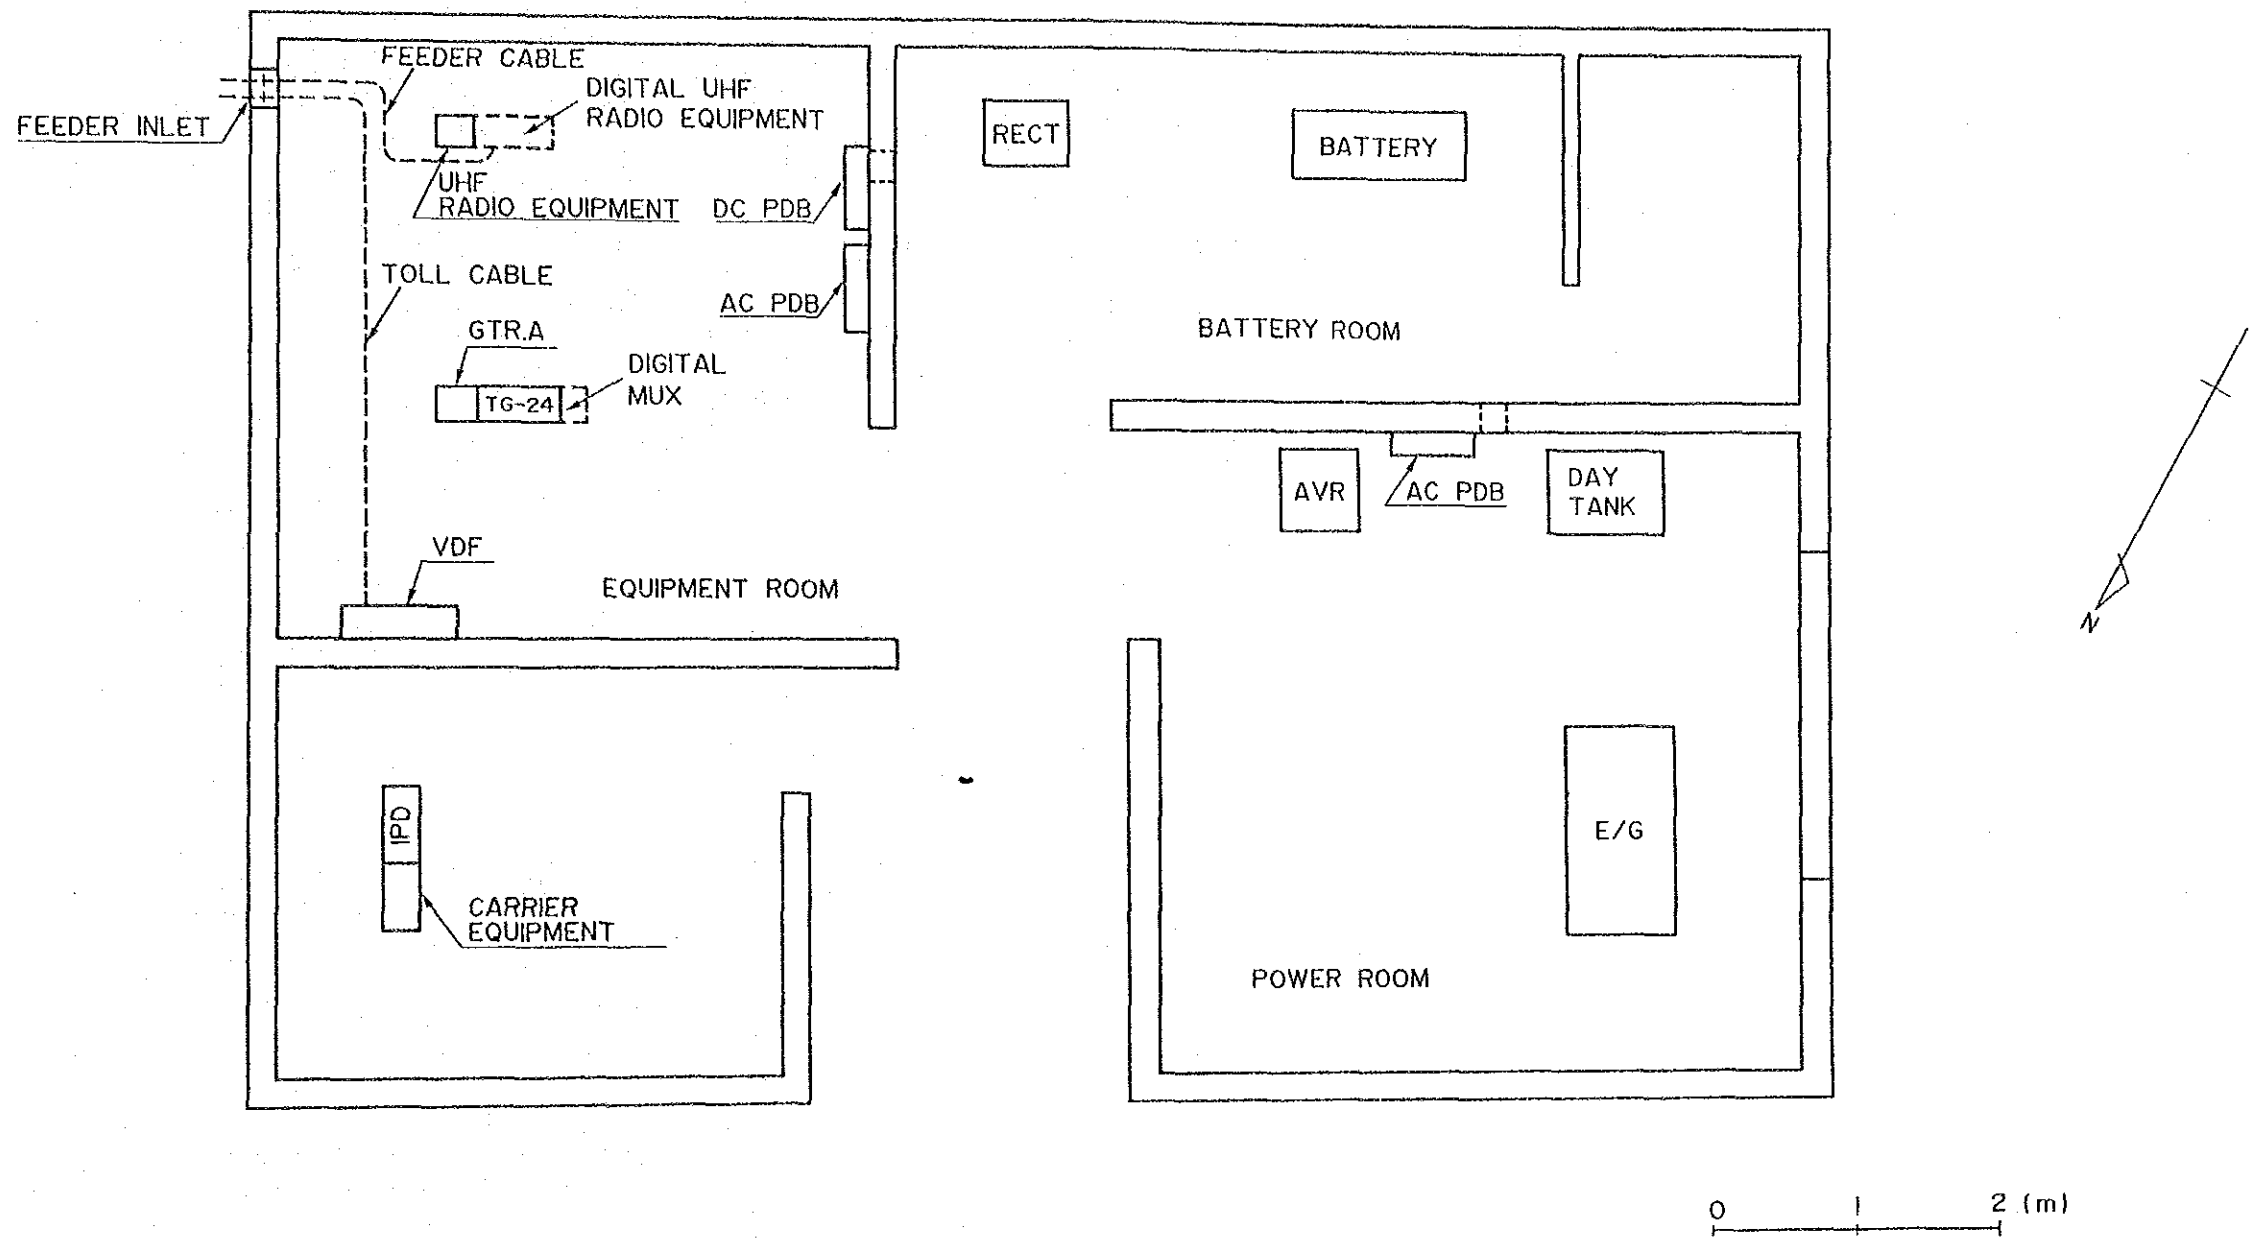 FEEDER CABLE
DIGITAL UHF
RADIO EQUIPMENT
FEEDER INLET
RECT
BATTERY
UHF
RADIO EQUIPMENT
DC PDB
TOLL CABLE
AC PDB
GTR.A
BATTERY ROOM
DIGITAL
MUX
TG-24
AVR
AC PDB
DAY
TANK
VDF
EQUIPMENT ROOM
N
IPD
E/G
CARRIER
EQUIPMENT
POWER ROOM
0 1 2 (m)